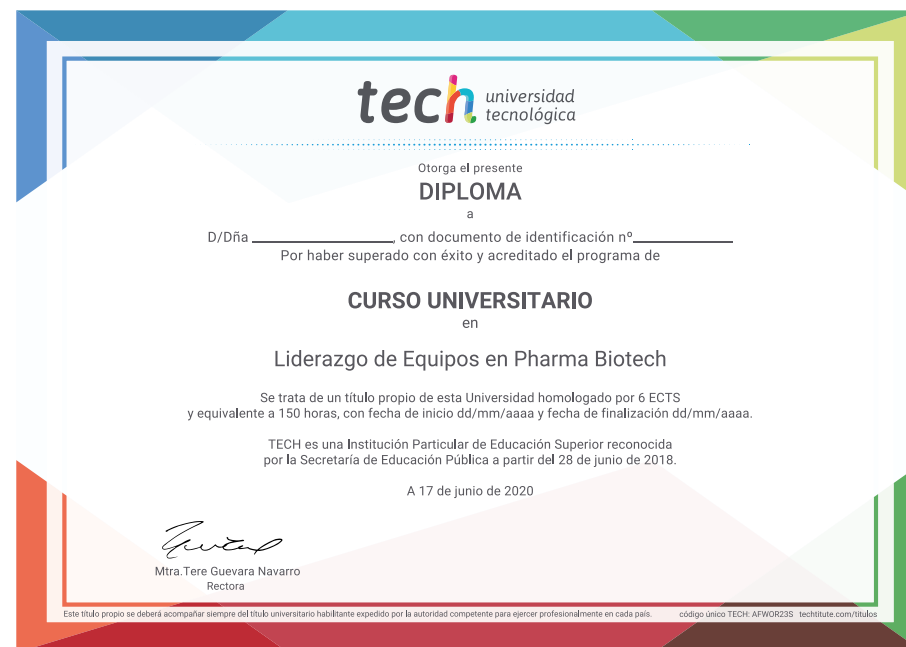 tech universidad
tecnológica
Otorga el presente
DIPLOMA
a
D/Dña ____________________, con documento de identificación nº______________
Por haber superado con éxito y acreditado el programa de
CURSO UNIVERSITARIO
en
Liderazgo de Equipos en Pharma Biotech
Se trata de un título propio de esta Universidad homologado por 6 ECTS
y equivalente a 150 horas, con fecha de inicio dd/mm/aaaa y fecha de finalización dd/mm/aaaa.
TECH es una Institución Particular de Educación Superior reconocida
por la Secretaría de Educación Pública a partir del 28 de junio de 2018.
A 17 de junio de 2020
Mtra.Tere Guevara Navarro
Rectora
Este título propio se deberá acompañar siempre del título universitario habilitante expedido por la autoridad competente para ejercer profesionalmente en cada país. código único TECH: AFWOR23S techtitute.com/titulos